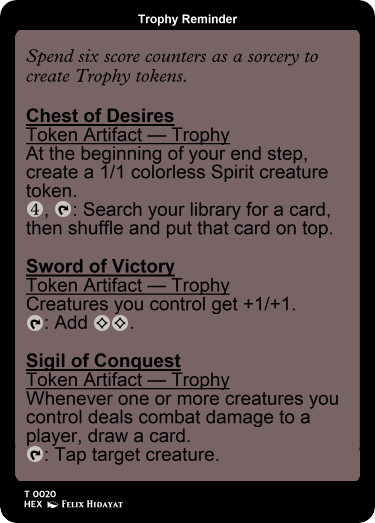 Trophy Reminder
Spend six score counters as a sorcery to
create Trophy tokens.
Chest of Desires
Token Artifact — Trophy
At the beginning of your end step,
create a 1/1 colorless Spirit creature
token.
4, : Search your library for a card,
then shuffle and put that card on top.
Sword of Victory
Token Artifact — Trophy
Creatures you control get +1/+1.
: Add .
Sigil of Conquest
Token Artifact — Trophy
Whenever one or more creatures you
control deals combat damage to a
player, draw a card.
: Tap target creature.
T 0020
HEX Felix Hidayat